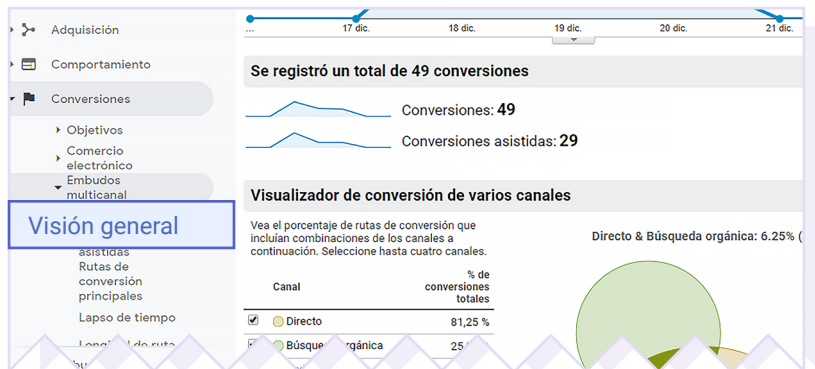 ...
17 dic.
18 dic.
19 dic.
20 dic.
21 dic.
Adquisición
Comportamiento
Conversiones
Objetivos
Comercio
electrónico
Embudos
multicanal
Visión general
asistidas
Rutas de
conversión
principales
Lapso de tiempo
Se registró un total de 49 conversiones
Conversiones: 49
Conversiones asistidas: 29
Visualizador de conversión de varios canales
Vea el porcentaje de rutas de conversión que
incluían combinaciones de los canales a
continuación. Seleccione hasta cuatro canales.
Canal
% de
conversiones
totales
Directo
81,25 %
Directo & Búsqueda orgánica: 6.25% (